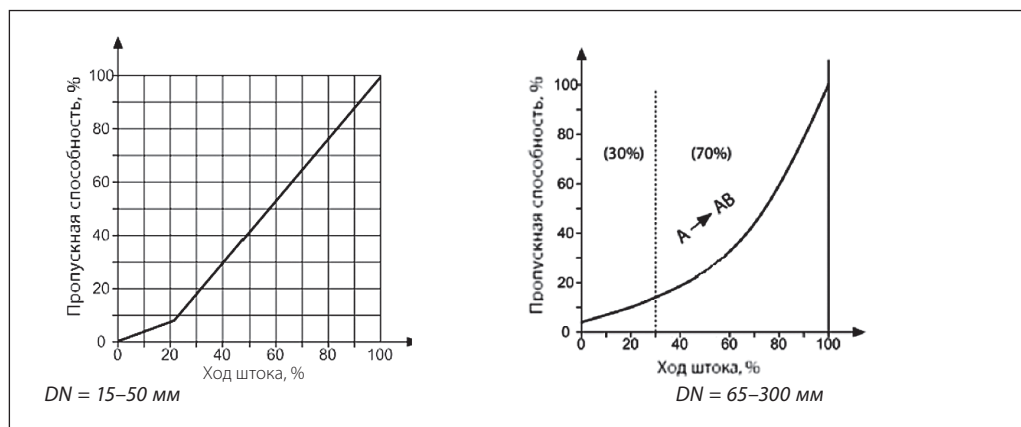 Пропускная способность, %
100
80
60
40
20
0
0 20 40 60 80 100
Ход штока, %
DN = 15–50 мм
Пропускная способность, %
100
80
60
40
20
0
(30%) (70%)
A AB
0 20 40 60 80 100
Ход штока, %
DN = 65–300 мм